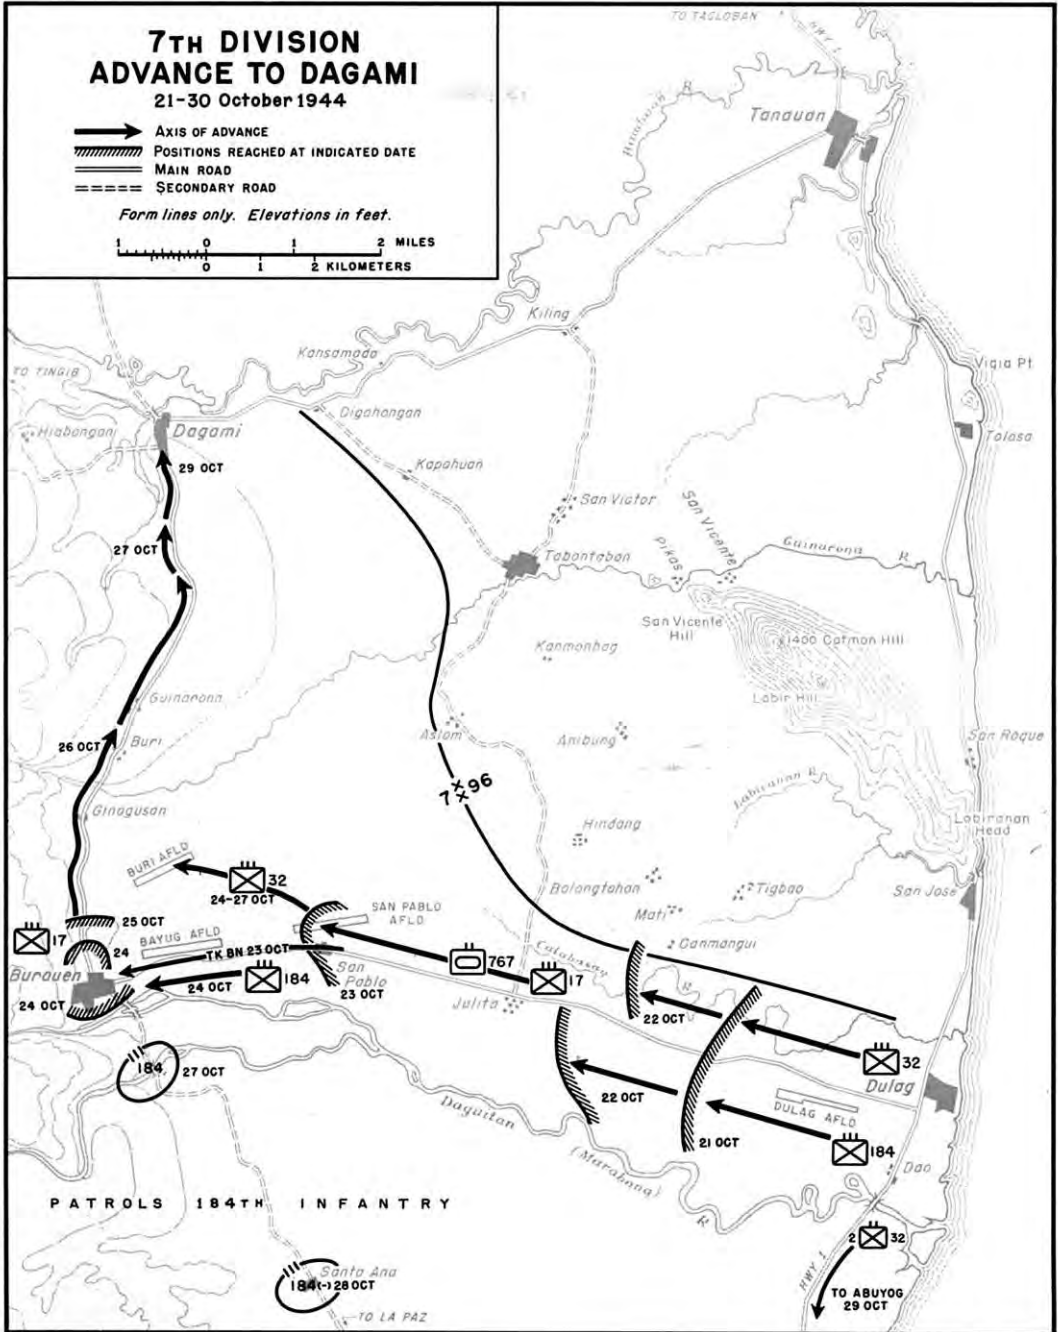 7TH DIVISION
ADVANCE TO DAGAMI
21-30 October 1944
AXIS OF ADVANCE
POSITIONS REACHED AT INDICATED DATE
MAIN ROAD
SECONDARY ROAD
Form lines only. Elevations in feet.
1 0 1 2 MILES
0 1 2 KILOMETERS
TO TACLOBAN
HWY 1
R
Tanauan
Kiling
Kansamada
Vigia Pt.
TO TINGIB
Digahongan
Hiabangan
Dagami
Tolosa
29 OCT
Kapahuan
San Victor
San Vicente
Pikas
27 OCT
Tabontabon
Guinarona R
San Vicente
Hill
1400 Catmon Hill
Kanmonhag
Labir Hill
Guinarona
Aslom
Anibung
San Roque
26 OCT
Buri
7 XX 96
Labiranan R
Ginagusan
Labiranan
Head
Hindang
BURI AFLD
32
24-27 OCT
Balangtahan
Tigbao
San Jose
SAN PABLO
AFLD
Mati
25 OCT
17
BAYUG AFLD
24
Canmangui
TK BN 23 OCT
767
Calabasay
R
Burauen
San
Pablo
17
24 OCT
184
24 OCT
23 OCT
Julita
22 OCT
32
184
27 OCT
22 OCT
Dulag
DULAG AFLD
Daguitan
(Marabang)
R
21 OCT
184
Dao
PATROLS 184TH INFANTRY
2 32
HWY 1
Santa Ana
184(-) 28 OCT
TO ABUYOG
29 OCT
TO LA PAZ